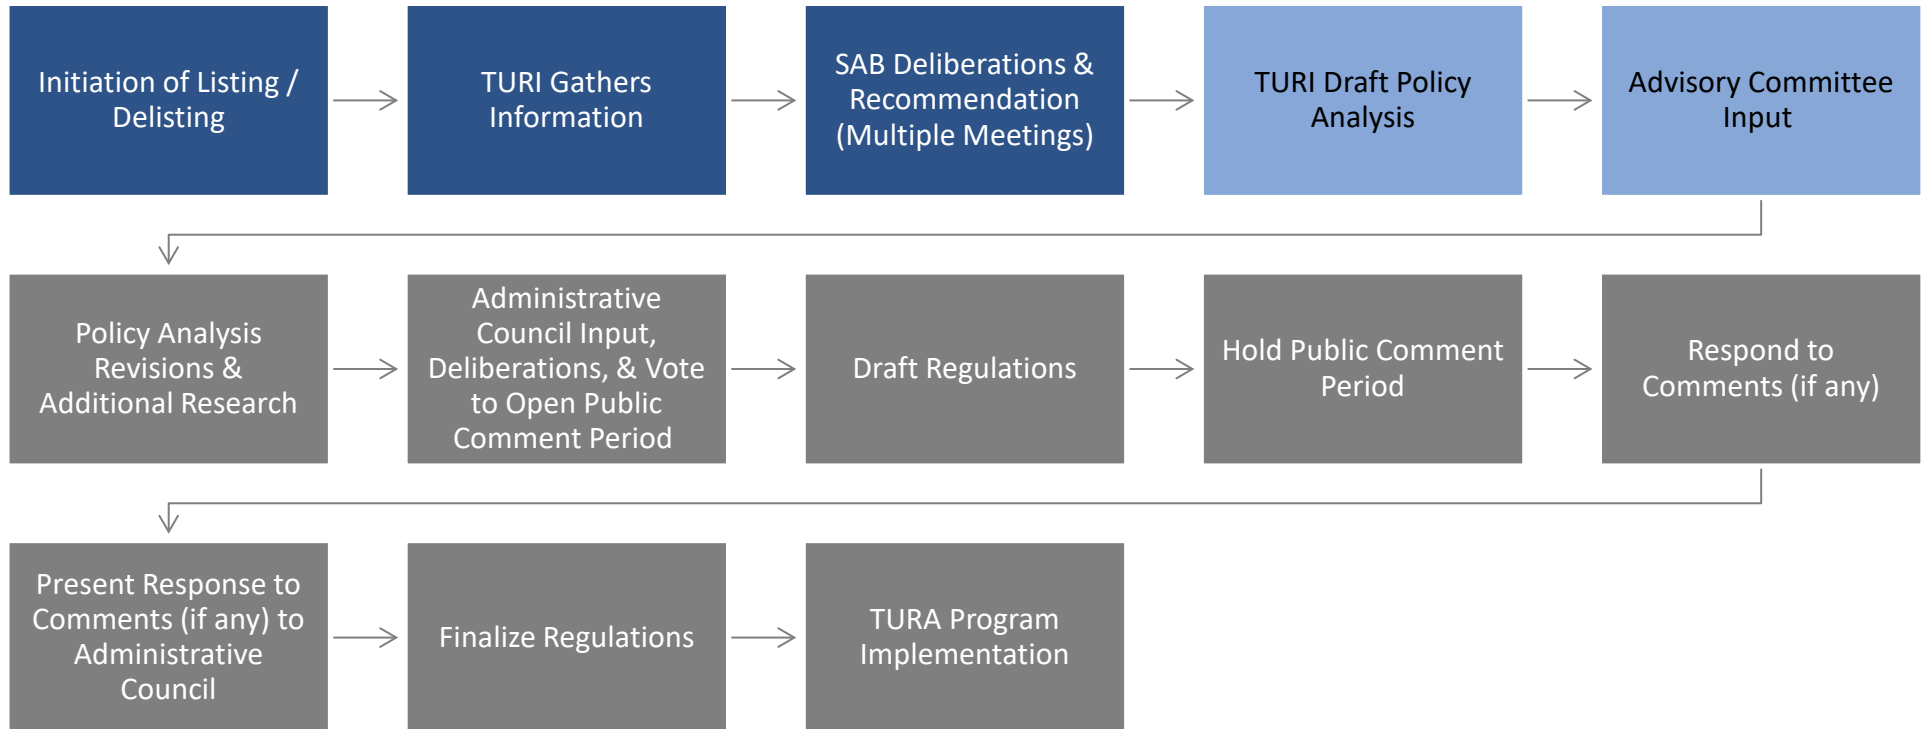 Initiation of Listing /
Delisting
TURI Gathers
Information
SAB Deliberations &
Recommendation
(Multiple Meetings)
TURI Draft Policy
Analysis
Advisory Committee
Input
Policy Analysis
Revisions &
Additional Research
Administrative
Council Input,
Deliberations, & Vote
to Open Public
Comment Period
Draft Regulations
Hold Public Comment
Period
Respond to
Comments (if any)
Present Response to
Comments (if any) to
Administrative
Council
Finalize Regulations
TURA Program
Implementation